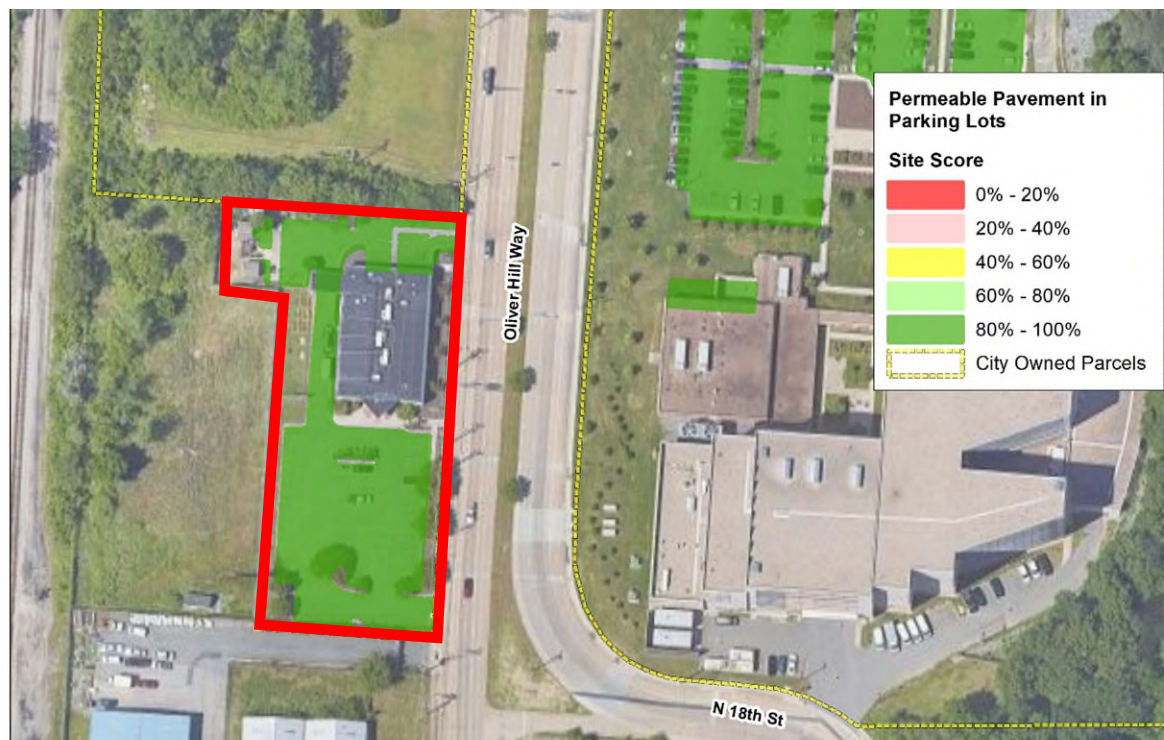 Permeable Pavement in
Parking Lots
Site Score
0% - 20%
20% - 40%
40% - 60%
60% - 80%
80% - 100%
City Owned Parcels
Oliver Hill Way
N 18th St